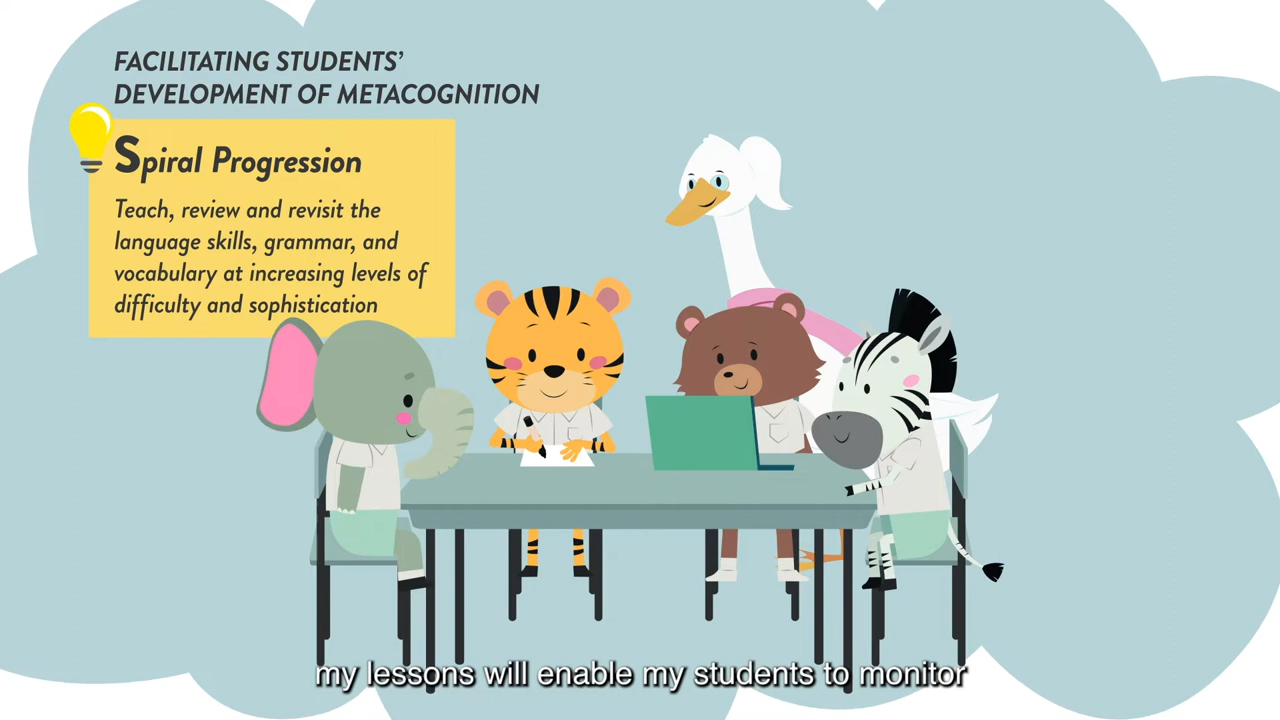 FACILITATING STUDENTS’
DEVELOPMENT OF METACOGNITION
Spiral Progression
Teach, review and revisit the
language skills, grammar, and
vocabulary at increasing levels of
difficulty and sophistication
my lessons will enable my students to monitor